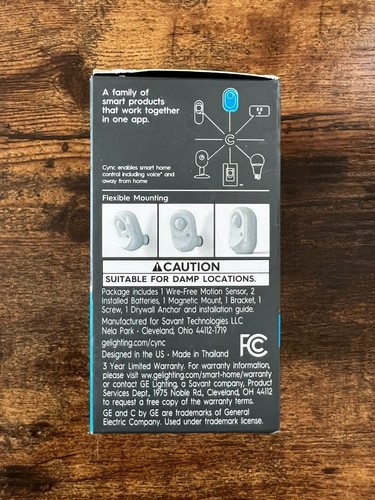 A family of
smart products
that work together
in one app.
C
Cync enables smart home
control including voice* and
away from home
Flexible Mounting
⚠CAUTION
SUITABLE FOR DAMP LOCATIONS.
Package includes 1 Wire-Free Motion Sensor, 2
Installed Batteries, 1 Magnetic Mount, 1 Bracket, 1
Screw, 1 Drywall Anchor and installation guide.
Manufactured for Savant Technologies LLC
Nela Park • Cleveland, Ohio 44112-1719
gelighting.com/cync
Designed in the US • Made in Thailand
FC
3 Year Limited Warranty. For warranty information,
please visit ww.gelighting.com/smart-home/warranty
or contact GE Lighting, a Savant company, Product
Services Dept., 1975 Noble Rd., Cleveland, OH 44112
to request a free copy of the warranty terms.
GE and C by GE are trademarks of General
Electric Company. Used under trademark license.